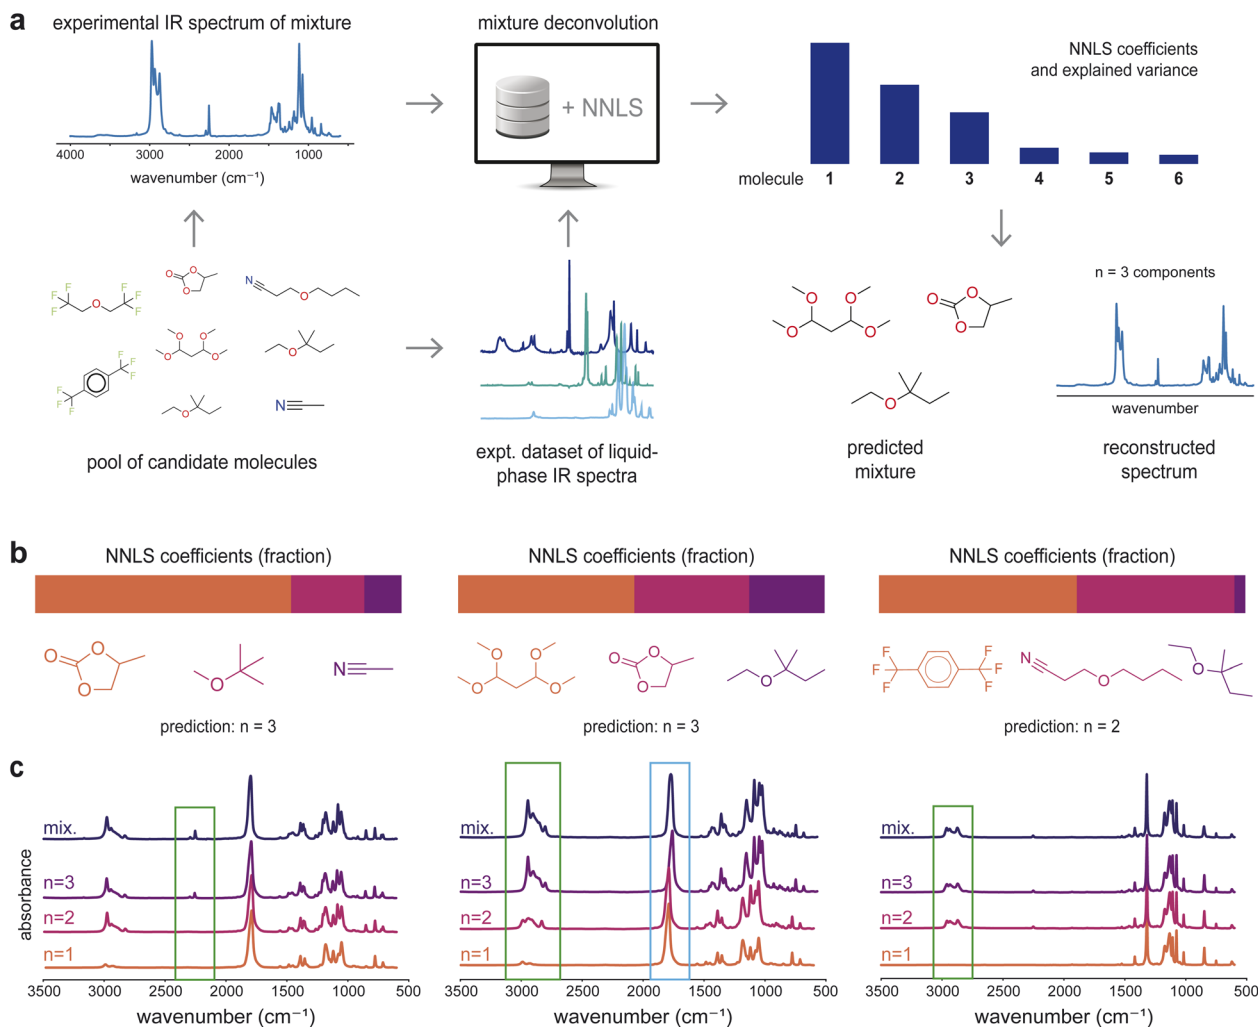 a
experimental IR spectrum of mixture
4000 3000 2000 1000
wavenumber (cm⁻¹)
mixture deconvolution
+ NNLS
NNLS coefficients
and explained variance
molecule 1 2 3 4 5 6
F F F O F F F
O O O
N O
O O O O
O
F F F F F F
O
N
pool of candidate molecules
expt. dataset of liquid-
phase IR spectra
O O O O
O O O
O
predicted
mixture
n = 3 components
wavenumber
reconstructed
spectrum
b
NNLS coefficients (fraction)
O O O
O
N
prediction: n = 3
NNLS coefficients (fraction)
O O O O
O O O
O
prediction: n = 3
NNLS coefficients (fraction)
F F F F F F
N O
O
prediction: n = 2
c
absorbance
mix.
n=3
n=2
n=1
3500 3000 2500 2000 1500 1000 500
wavenumber (cm⁻¹)
mix.
n=3
n=2
n=1
3500 3000 2500 2000 1500 1000 500
wavenumber (cm⁻¹)
mix.
n=3
n=2
n=1
3500 3000 2500 2000 1500 1000 500
wavenumber (cm⁻¹)